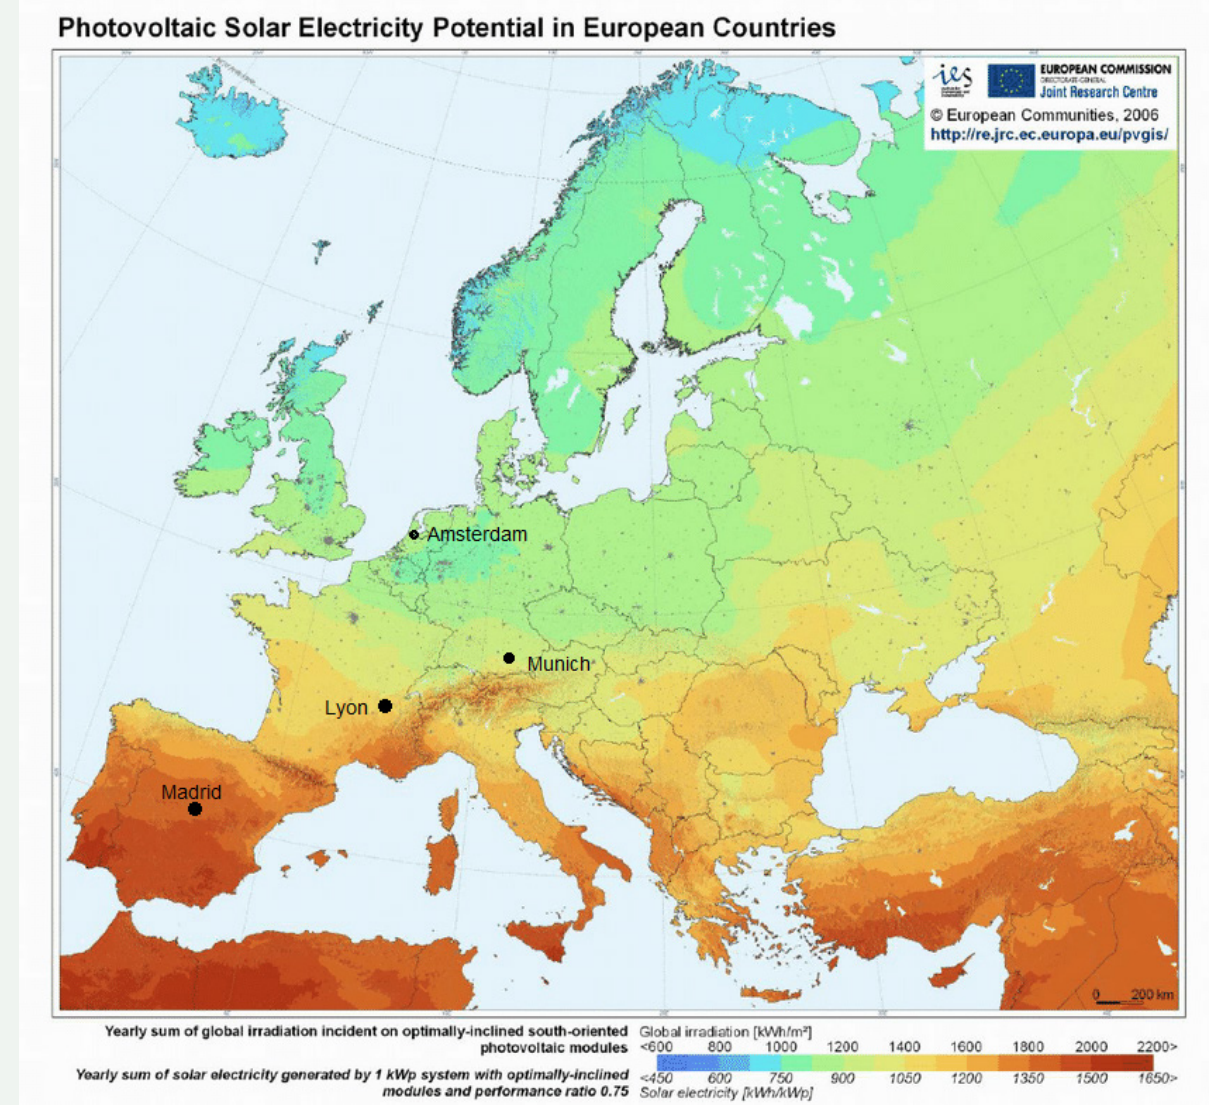 Photovoltaic Solar Electricity Potential in European Countries
ies
EUROPEAN COMMISSION
DIRECTORATE-GENERAL
Joint Research Centre
© European Communities, 2006
http://re.jrc.ec.europa.eu/pvgis/
Amsterdam
Munich
Lyon
Madrid
0 200 km
Yearly sum of global irradiation incident on optimally-inclined south-oriented
photovoltaic modules
Yearly sum of solar electricity generated by 1 kWp system with optimally-inclined
modules and performance ratio 0.75
Global irradiation [kWh/m²]
<600 800 1000 1200 1400 1600 1800 2000 2200>
<450 600 750 900 1050 1200 1350 1500 1650>
Solar electricity [kWh/kWp]